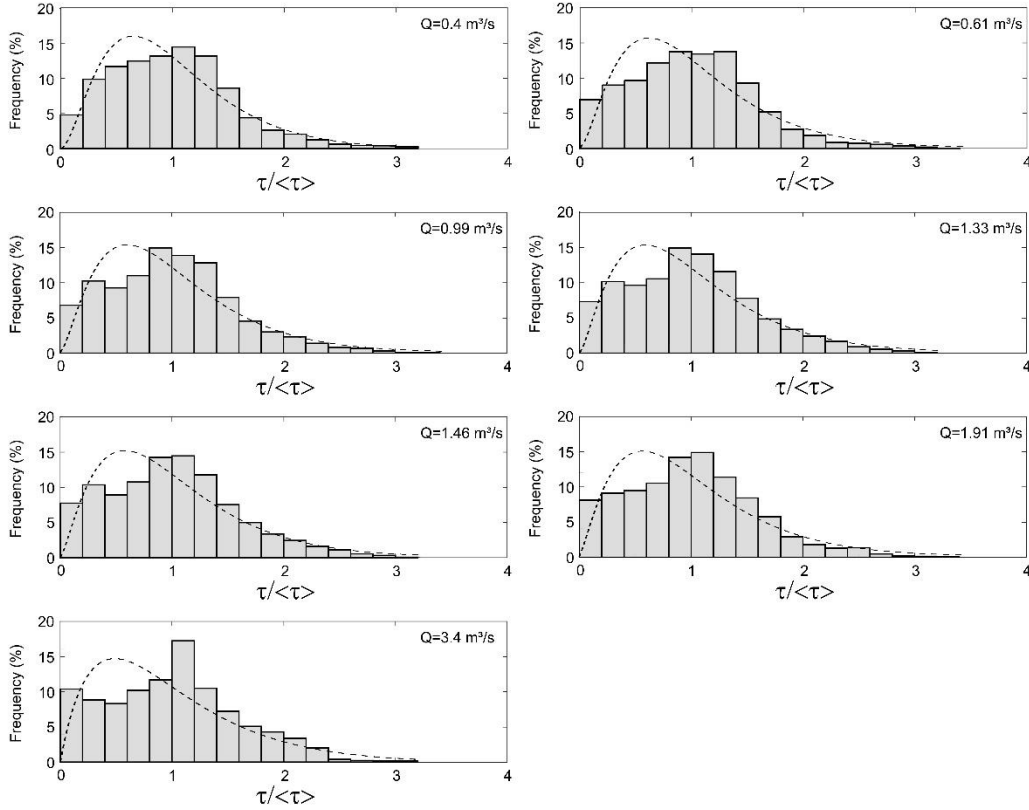 Q=0.4 m³/s
Frequency (%)
20
15
10
5
0
0 1 2 3 4
τ/<τ>
Q=0.61 m³/s
Frequency (%)
20
15
10
5
0
0 1 2 3 4
τ/<τ>
Q=0.99 m³/s
Frequency (%)
20
15
10
5
0
0 1 2 3 4
τ/<τ>
Q=1.33 m³/s
Frequency (%)
20
15
10
5
0
0 1 2 3 4
τ/<τ>
Q=1.46 m³/s
Frequency (%)
20
15
10
5
0
0 1 2 3 4
τ/<τ>
Q=1.91 m³/s
Frequency (%)
20
15
10
5
0
0 1 2 3 4
τ/<τ>
Q=3.4 m³/s
Frequency (%)
20
15
10
5
0
0 1 2 3 4
τ/<τ>